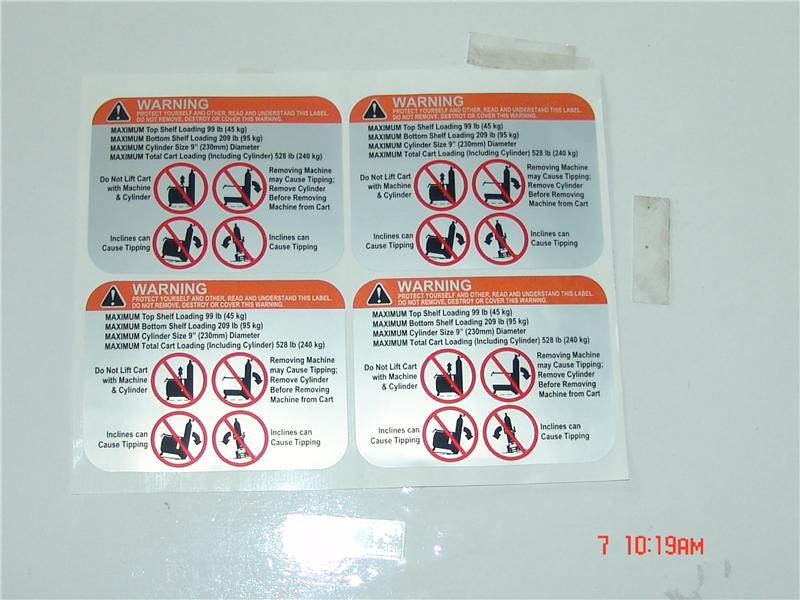 WARNING
PROTECT YOURSELF AND OTHER, READ AND UNDERSTAND THIS LABEL.
DO NOT REMOVE, DESTROY OR COVER THIS WARNING.
MAXIMUM Top Shelf Loading 99 lb (45 kg)
MAXIMUM Bottom Shelf Loading 209 lb (95 kg)
MAXIMUM Cylinder Size 9" (230mm) Diameter
MAXIMUM Total Cart Loading (Including Cylinder) 528 lb (240 kg)
Do Not Lift Cart
with Machine
& Cylinder
Removing Machine
may Cause Tipping;
Remove Cylinder
Before Removing
Machine from Cart
Inclines can
Cause Tipping
Inclines can
Cause Tipping
WARNING
PROTECT YOURSELF AND OTHER, READ AND UNDERSTAND THIS LABEL.
DO NOT REMOVE, DESTROY OR COVER THIS WARNING.
MAXIMUM Top Shelf Loading 99 lb (45 kg)
MAXIMUM Bottom Shelf Loading 209 lb (95 kg)
MAXIMUM Cylinder Size 9" (230mm) Diameter
MAXIMUM Total Cart Loading (Including Cylinder) 528 lb (240 kg)
Do Not Lift Cart
with Machine
& Cylinder
Removing Machine
may Cause Tipping;
Remove Cylinder
Before Removing
Machine from Cart
Inclines can
Cause Tipping
Inclines can
Cause Tipping
WARNING
PROTECT YOURSELF AND OTHER, READ AND UNDERSTAND THIS LABEL.
DO NOT REMOVE, DESTROY OR COVER THIS WARNING.
MAXIMUM Top Shelf Loading 99 lb (45 kg)
MAXIMUM Bottom Shelf Loading 209 lb (95 kg)
MAXIMUM Cylinder Size 9" (230mm) Diameter
MAXIMUM Total Cart Loading (Including Cylinder) 528 lb (240 kg)
Do Not Lift Cart
with Machine
& Cylinder
Removing Machine
may Cause Tipping;
Remove Cylinder
Before Removing
Machine from Cart
Inclines can
Cause Tipping
Inclines can
Cause Tipping
WARNING
PROTECT YOURSELF AND OTHER, READ AND UNDERSTAND THIS LABEL.
DO NOT REMOVE, DESTROY OR COVER THIS WARNING.
MAXIMUM Top Shelf Loading 99 lb (45 kg)
MAXIMUM Bottom Shelf Loading 209 lb (95 kg)
MAXIMUM Cylinder Size 9" (230mm) Diameter
MAXIMUM Total Cart Loading (Including Cylinder) 528 lb (240 kg)
Do Not Lift Cart
with Machine
& Cylinder
Removing Machine
may Cause Tipping;
Remove Cylinder
Before Removing
Machine from Cart
Inclines can
Cause Tipping
Inclines can
Cause Tipping
7 10:19AM